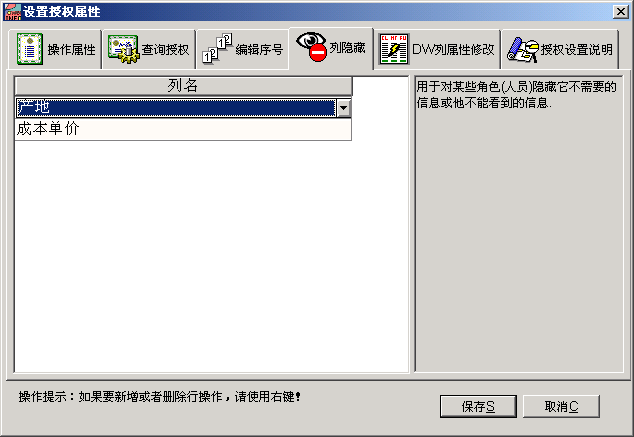 设置授权属性
操作属性
查询授权
编辑序号
列隐藏
DW列属性修改
授权设置说明
列名
产地
成本单价
用于对某些角色(人员)隐藏它不需要的
信息或他不能看到的信息.
操作提示：如果要新增或者删除行操作，请使用右键!
保存S
取消C